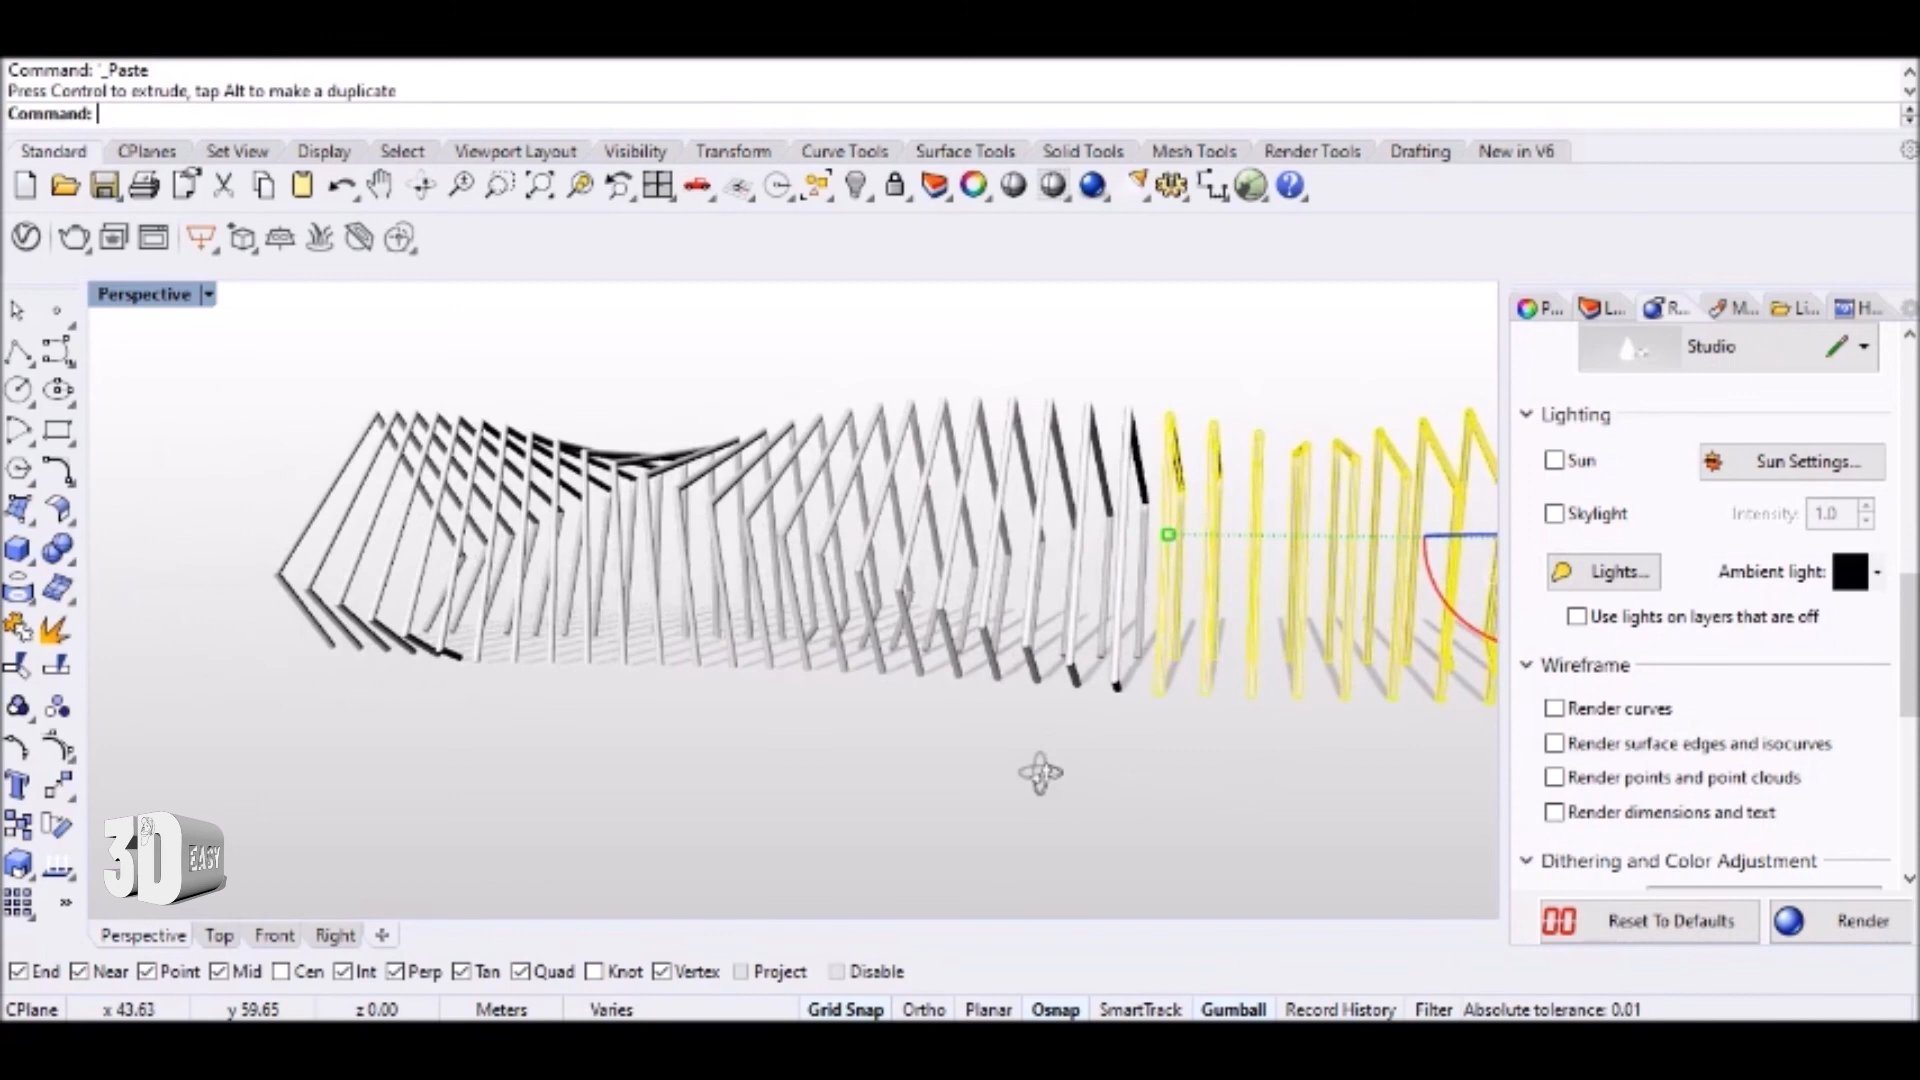 Command: '_Paste
Press Control to extrude, tap Alt to make a duplicate
Command:
Standard CPlanes Set View Display Select Viewport Layout Visibility Transform Curve Tools Surface Tools Solid Tools Mesh Tools Render Tools Drafting New in V6
Perspective
P... L... R... M... Li... H...
Studio
Lighting
Sun Sun Settings...
Skylight Intensity: 1.0
Lights... Ambient light:
Use lights on layers that are off
Wireframe
Render curves
Render surface edges and isocurves
Render points and point clouds
Render dimensions and text
Dithering and Color Adjustment
Reset To Defaults Render
3D EASY
Perspective Top Front Right
End Near Point Mid Cen Int Perp Tan Quad Knot Vertex Project Disable
CPlane x 43.63 y 59.65 z 0.00 Meters Varies Grid Snap Ortho Planar Osnap SmartTrack Gumball Record History Filter Absolute tolerance: 0.01